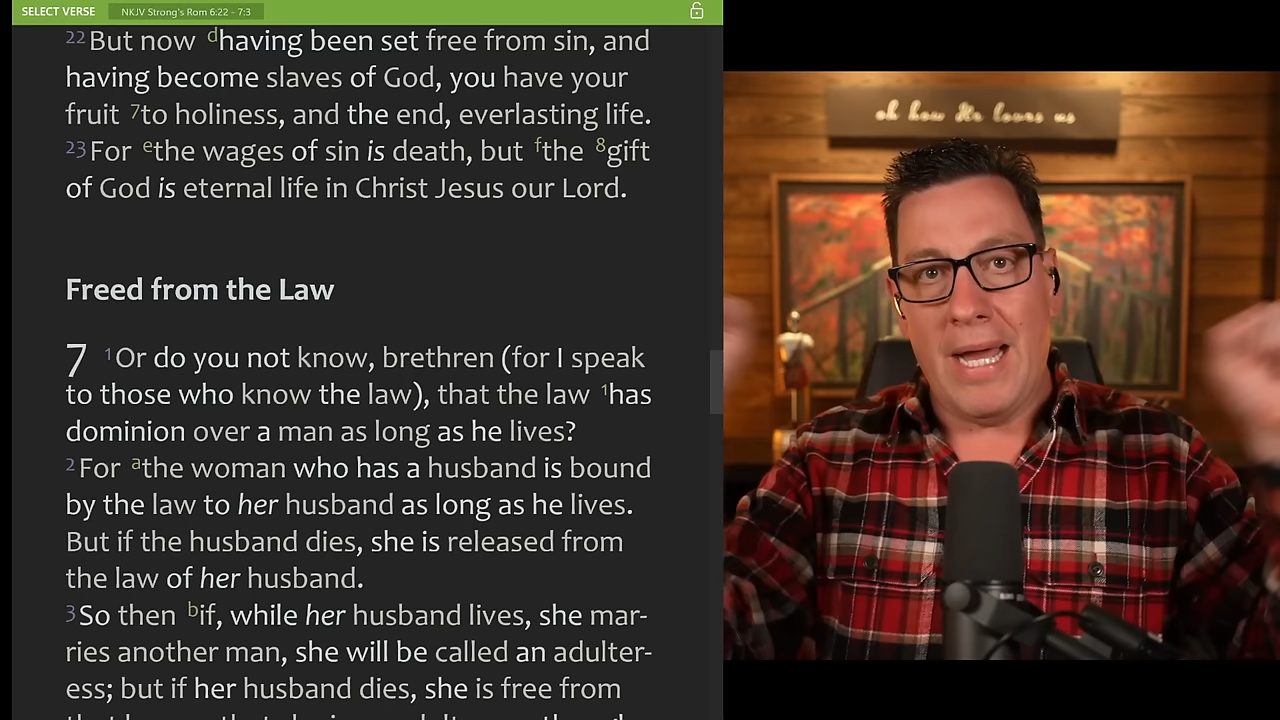 SELECT VERSE
NKJV Strong's Rom 6:22 - 7:3
22 But now d having been set free from sin, and
having become slaves of God, you have your
fruit 7 to holiness, and the end, everlasting life.
23 For e the wages of sin is death, but f the 8 gift
of God is eternal life in Christ Jesus our Lord.
Freed from the Law
7 1 Or do you not know, brethren (for I speak
to those who know the law), that the law 1 has
dominion over a man as long as he lives?
2 For a the woman who has a husband is bound
by the law to her husband as long as he lives.
But if the husband dies, she is released from
the law of her husband.
3 So then b if, while her husband lives, she mar-
ries another man, she will be called an adulter-
ess; but if her husband dies, she is free from
oh how He loves us